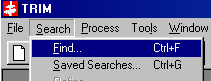 TRIM
File Search Process Tools Window
Find... Ctrl+F
Saved Searches... Ctrl+G